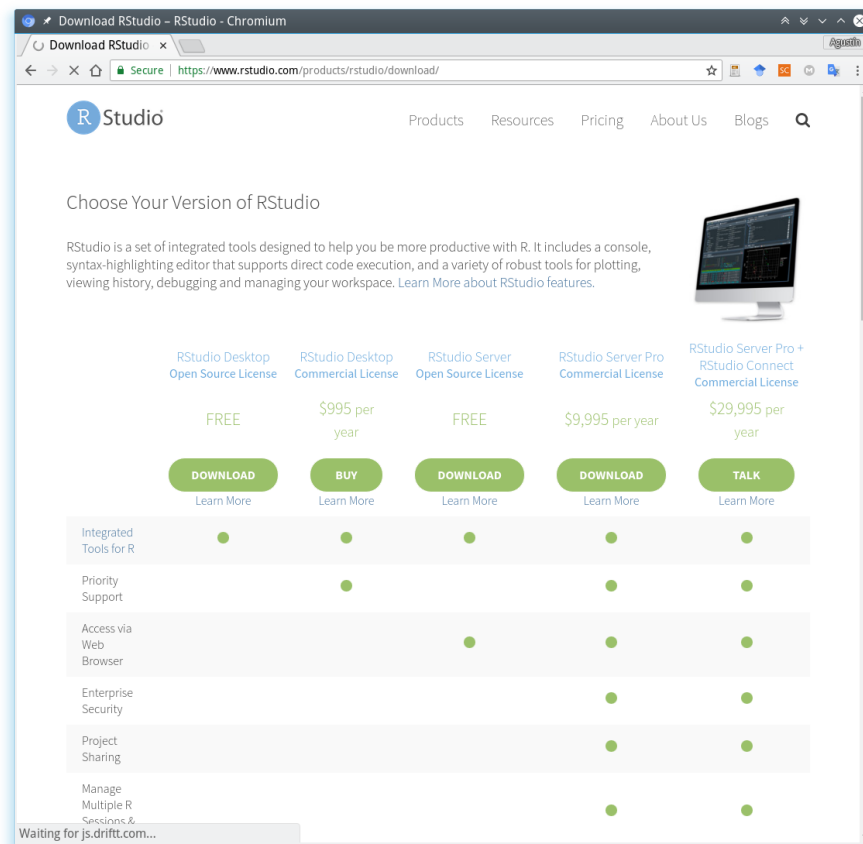 Download RStudio – RStudio - Chromium
Download RStudio ×
Agustin
Secure | https://www.rstudio.com/products/rstudio/download/
R Studio
Products Resources Pricing About Us Blogs
Choose Your Version of RStudio
RStudio is a set of integrated tools designed to help you be more productive with R. It includes a console,
syntax-highlighting editor that supports direct code execution, and a variety of robust tools for plotting,
viewing history, debugging and managing your workspace. Learn More about RStudio features.
RStudio Desktop
Open Source License
FREE
DOWNLOAD
Learn More
RStudio Desktop
Commercial License
$995 per
year
BUY
Learn More
RStudio Server
Open Source License
FREE
DOWNLOAD
Learn More
RStudio Server Pro
Commercial License
$9,995 per year
DOWNLOAD
Learn More
RStudio Server Pro +
RStudio Connect
Commercial License
$29,995 per
year
TALK
Learn More
Integrated
Tools for R
Priority
Support
Access via
Web
Browser
Enterprise
Security
Project
Sharing
Manage
Multiple R
Sessions &
Waiting for js.driftt.com...